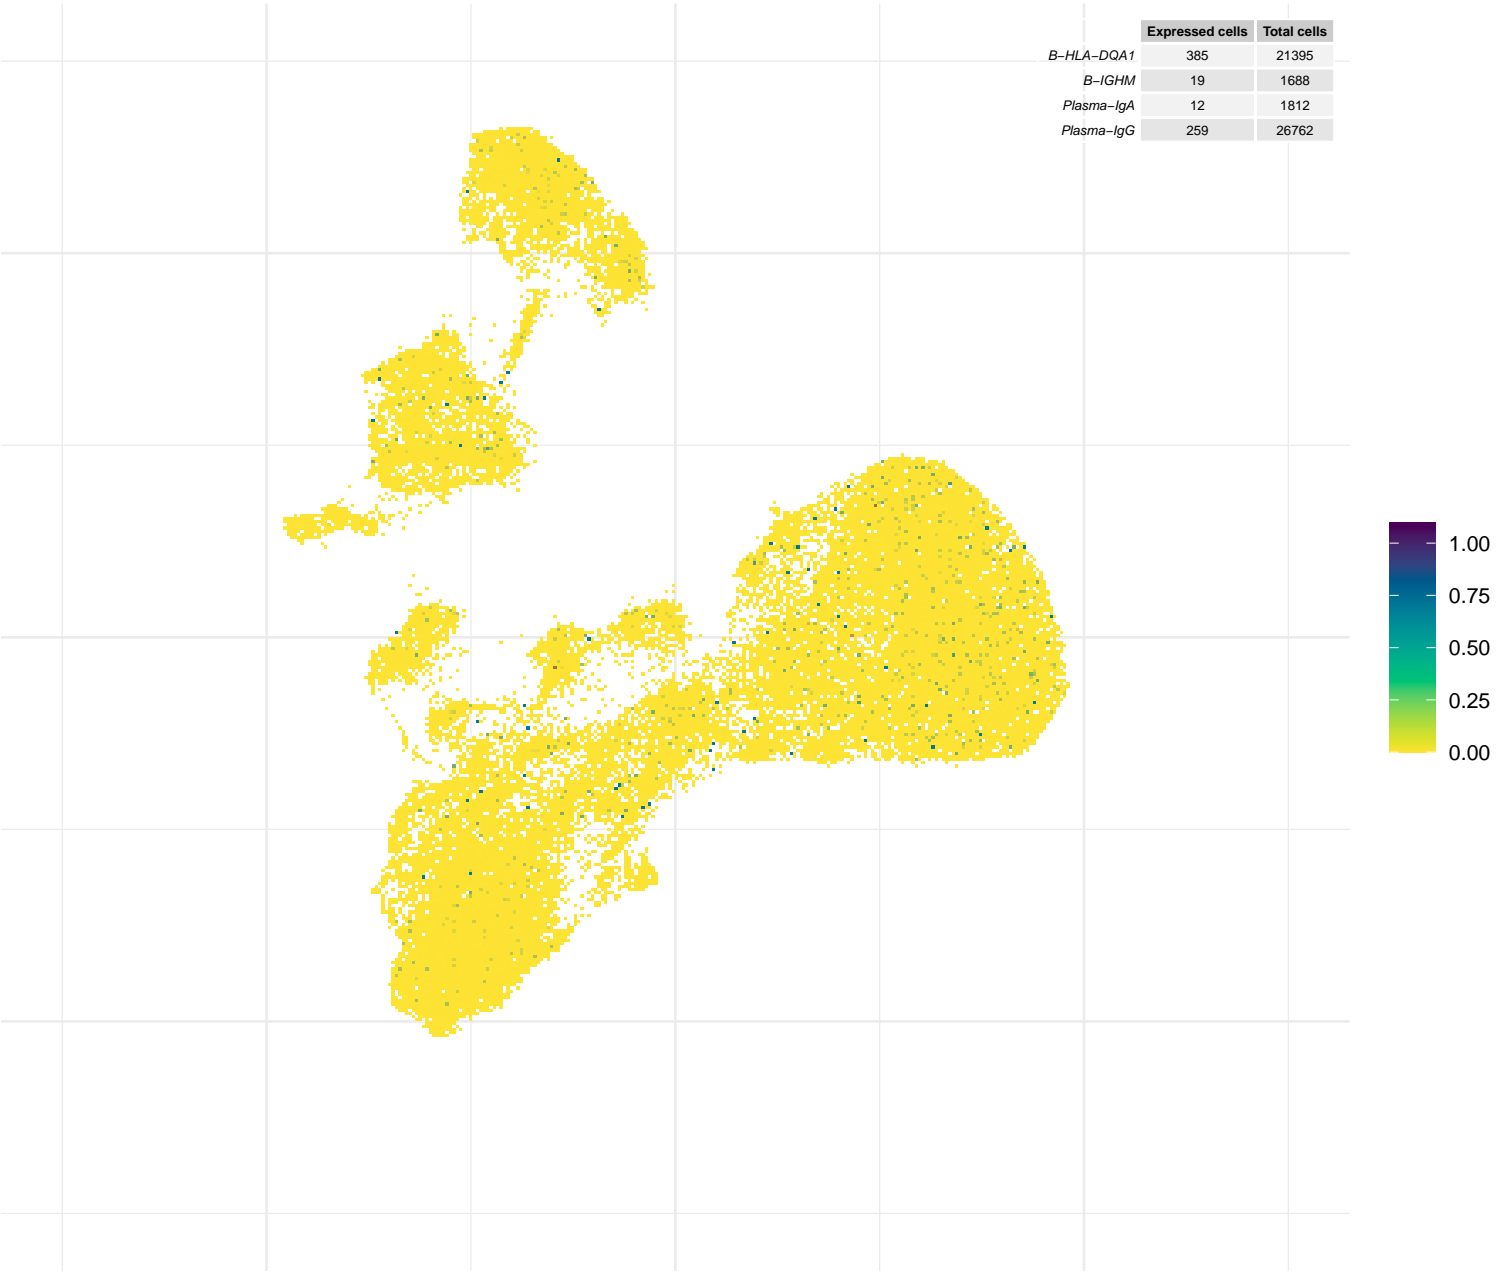 Expressed cells Total cells
B−HLA−DQA1 385 21395
B−IGHM 19 1688
Plasma−IgA 12 1812
Plasma−IgG 259 26762
1.00
0.75
0.50
0.25
0.00